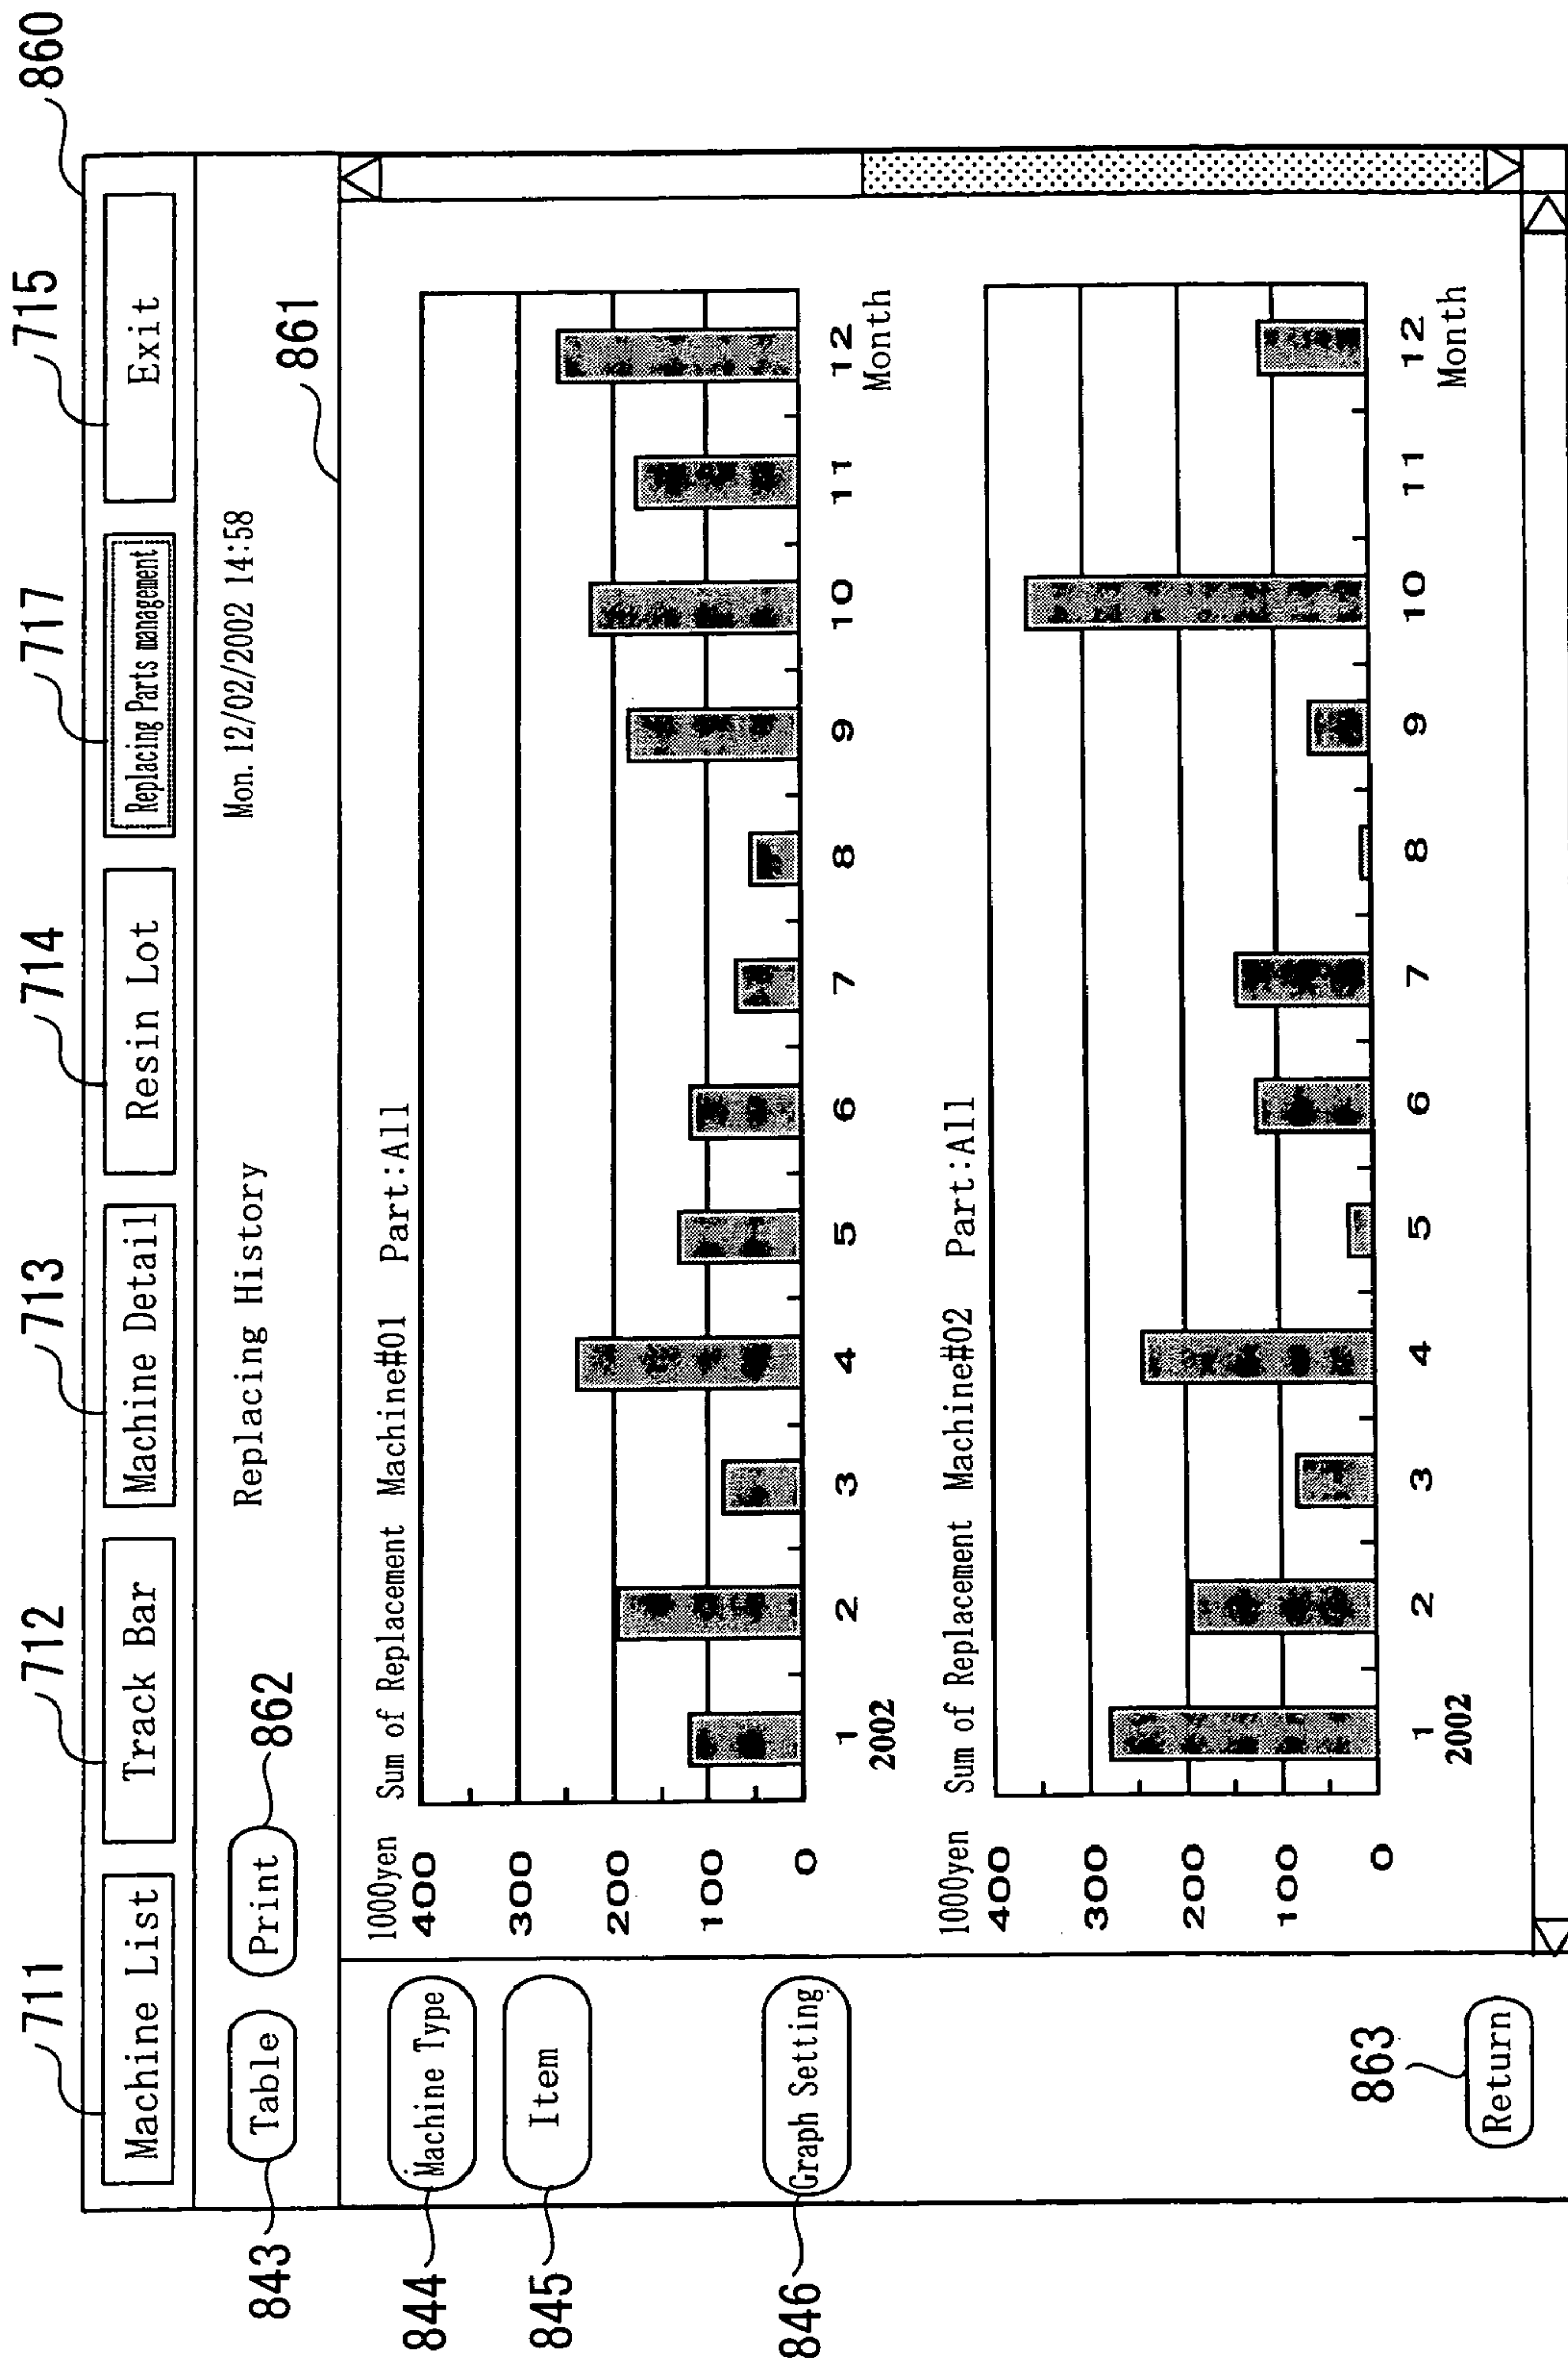 711 712 713 714 717 715 860
Machine List Track Bar Machine Detail Resin Lot Replacing Parts management Exit
843 Table Print 862 Replacing History Mon. 12/02/2002 14:58
861
844 Machine Type
845 Item
846 Graph Setting
863
Return
1000yen Sum of Replacement Machine#01 Part:All
400
300
200
100
0
1 2 3 4 5 6 7 8 9 10 11 12
2002 Month
1000yen Sum of Replacement Machine#02 Part:All
400
300
200
100
0
1 2 3 4 5 6 7 8 9 10 11 12
2002 Month